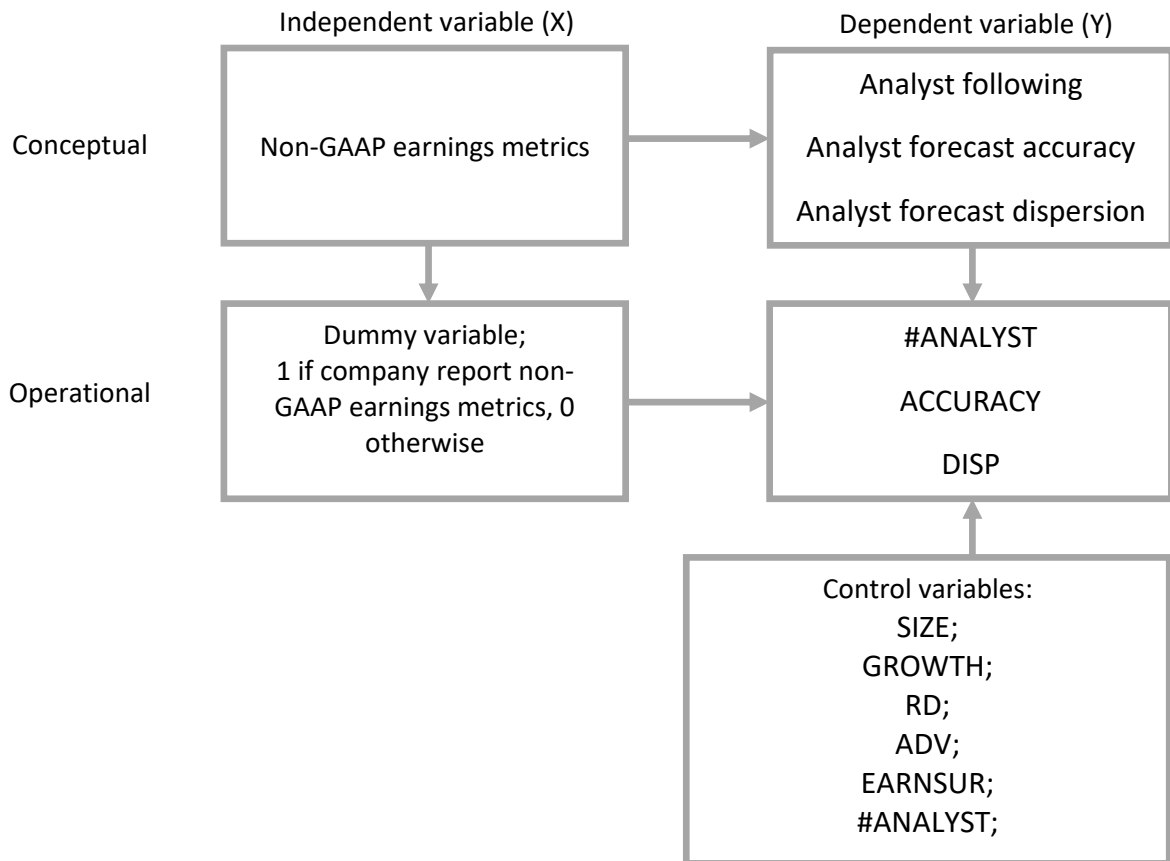 Independent variable (X)
Dependent variable (Y)
Conceptual
Non-GAAP earnings metrics
Analyst following
Analyst forecast accuracy
Analyst forecast dispersion
Operational
Dummy variable;
1 if company report non-
GAAP earnings metrics, 0
otherwise
#ANALYST
ACCURACY
DISP
Control variables:
SIZE;
GROWTH;
RD;
ADV;
EARNSUR;
#ANALYST;